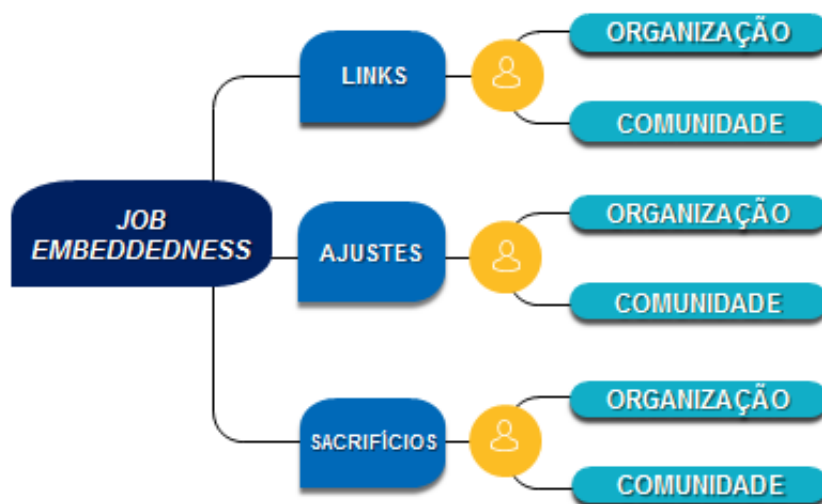 JOB
EMBEDDEDNESS
LINKS
ORGANIZAÇÃO
COMUNIDADE
AJUSTES
ORGANIZAÇÃO
COMUNIDADE
SACRIFÍCIOS
ORGANIZAÇÃO
COMUNIDADE